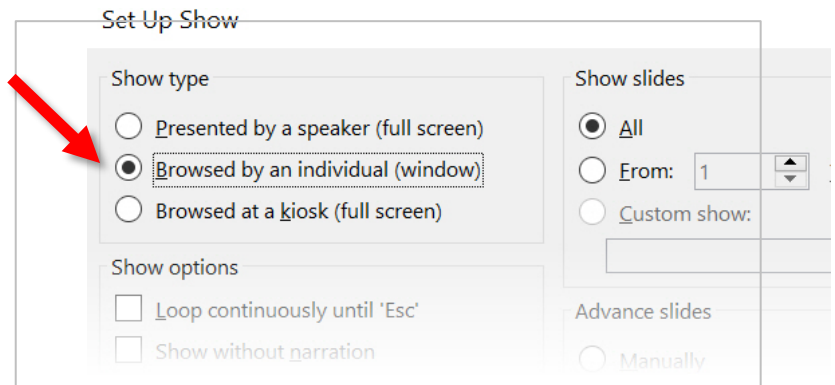 Set Up Show
Show type
Presented by a speaker (full screen)
Browsed by an individual (window)
Browsed at a kiosk (full screen)
Show options
Loop continuously until 'Esc'
Show without narration
Show slides
All
From: 1
Custom show:
Advance slides
Manually